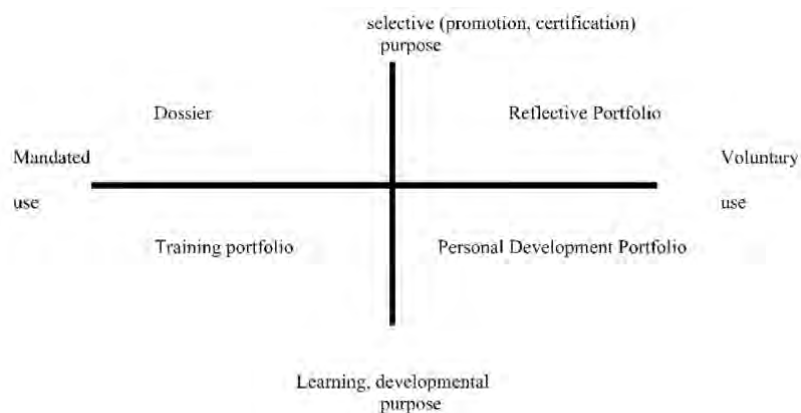 selective (promotion, certification)
purpose
Dossier
Reflective Portfolio
Mandated
Voluntary
use
use
Training portfolio
Personal Development Portfolio
Learning, developmental
purpose